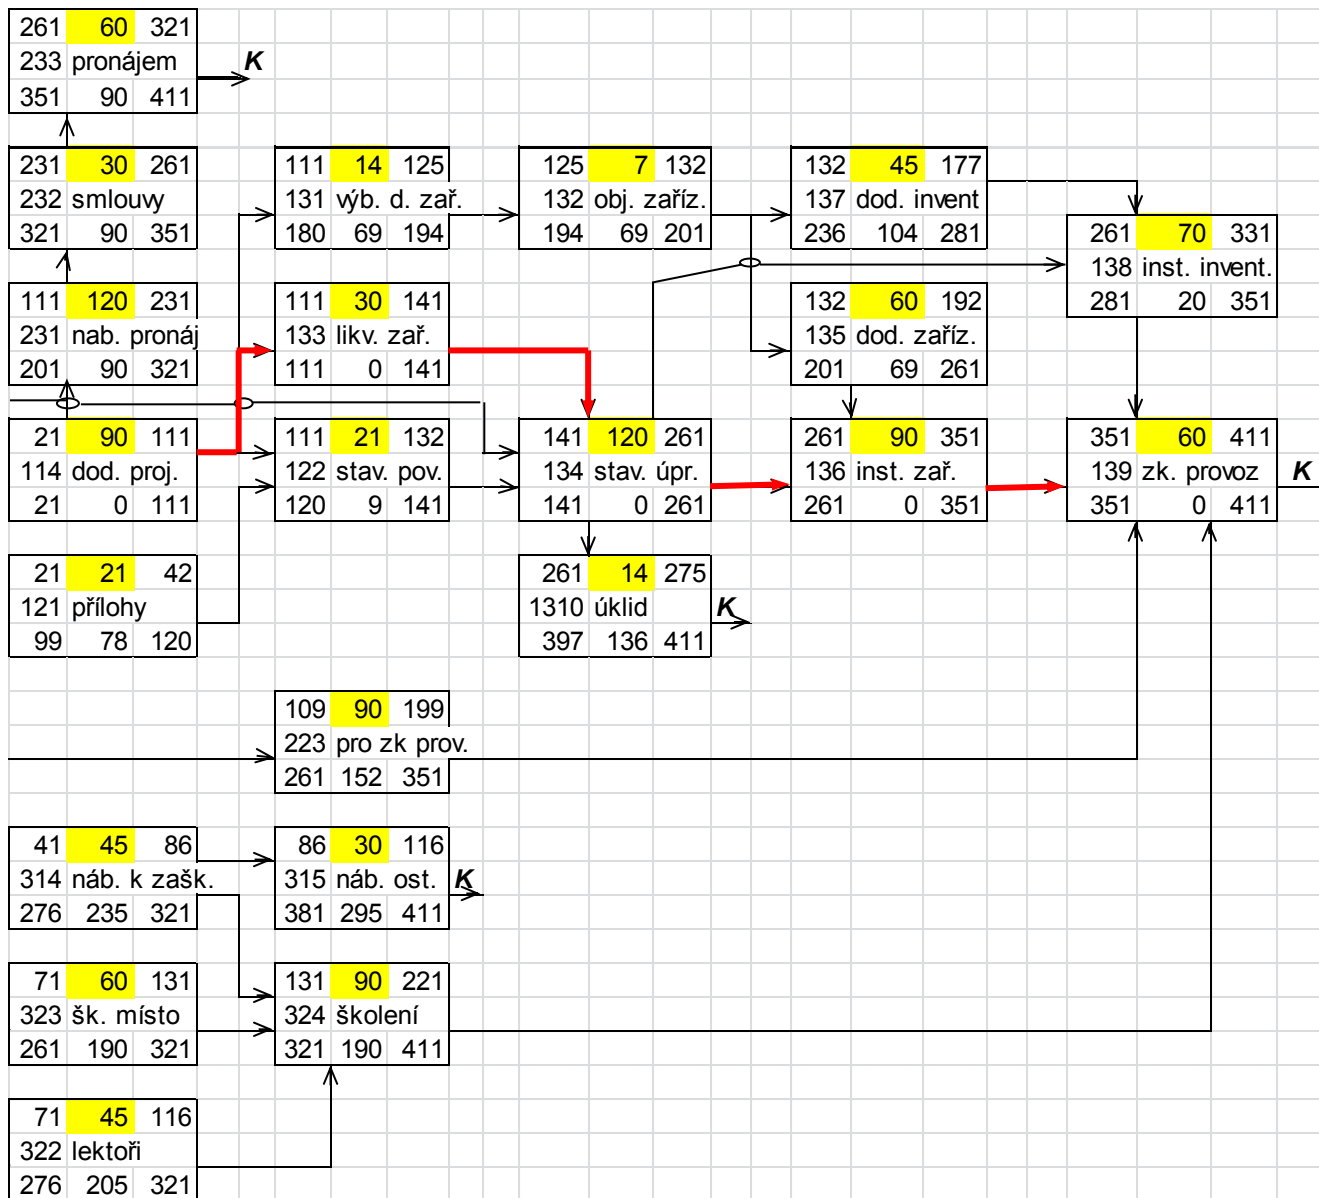 261 60 321
233 pronájem K
351 90 411
231 30 261
232 smlouvy
321 90 351
111 14 125
131 výb. d. zař.
180 69 194
125 7 132
132 obj. zaříz.
194 69 201
132 45 177
137 dod. invent
236 104 281
261 70 331
138 inst. invent.
281 20 351
111 120 231
231 nab. pronáj
201 90 321
111 30 141
133 likv. zař.
111 0 141
132 60 192
135 dod. zaříz.
201 69 261
21 90 111
114 dod. proj.
21 0 111
111 21 132
122 stav. pov.
120 9 141
141 120 261
134 stav. úpr.
141 0 261
261 90 351
136 inst. zař.
261 0 351
351 60 411
139 zk. provoz K
351 0 411
21 21 42
121 přílohy
99 78 120
261 14 275
1310 úklid K
397 136 411
109 90 199
223 pro zk prov.
261 152 351
41 45 86
314 náb. k zašk.
276 235 321
86 30 116
315 náb. ost. K
381 295 411
71 60 131
323 šk. místo
261 190 321
131 90 221
324 školení
321 190 411
71 45 116
322 lektoři
276 205 321